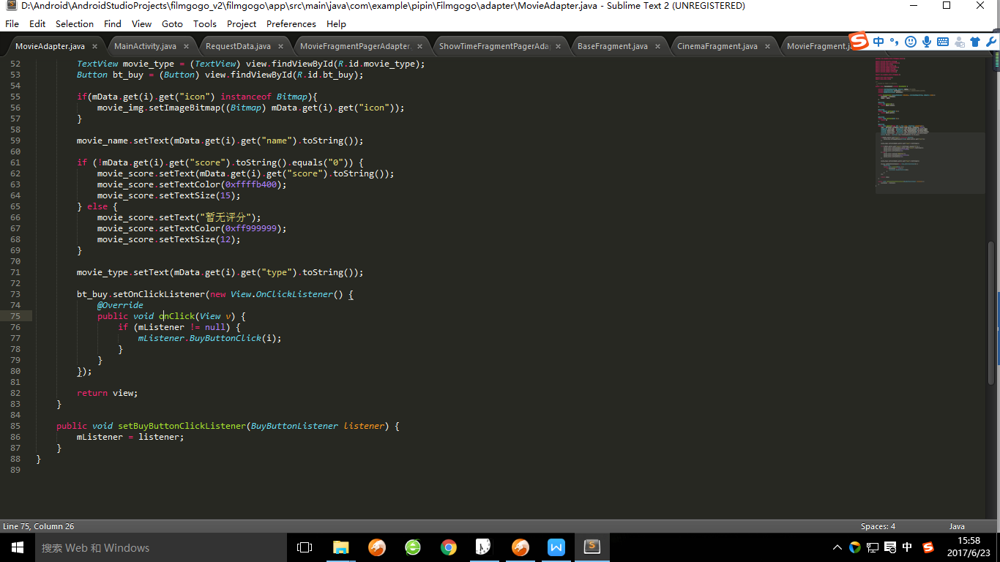 D:\Android\AndroidStudioProjects\filmgogo_v2\filmgogo\app\src\main\java\com\example\pipin\Filmgogo\adapter\MovieAdapter.java - Sublime Text 2 (UNREGISTERED)
File Edit Selection Find View Goto Tools Project Preferences Help
MovieAdapter.java MainActivity.java RequestData.java MovieFragmentPagerAdapter. ShowTimeFragmentPagerAda BaseFragment.java CinemaFragment.java MovieFragment.j
中
52 TextView movie_type = (TextView) view.findViewById(R.id.movie_type);
53 Button bt_buy = (Button) view.findViewById(R.id.bt_buy);
54
55 if(mData.get(i).get("icon") instanceof Bitmap){
56 movie_img.setImageBitmap((Bitmap) mData.get(i).get("icon"));
57 }
58
59 movie_name.setText(mData.get(i).get("name").toString());
60
61 if (!mData.get(i).get("score").toString().equals("0")) {
62 movie_score.setText(mData.get(i).get("score").toString());
63 movie_score.setTextColor(0xffffb400);
64 movie_score.setTextSize(15);
65 } else {
66 movie_score.setText("暂无评分");
67 movie_score.setTextColor(0xff999999);
68 movie_score.setTextSize(12);
69 }
70
71 movie_type.setText(mData.get(i).get("type").toString());
72
73 bt_buy.setOnClickListener(new View.OnClickListener() {
74 @Override
75 public void onClick(View v) {
76 if (mListener != null) {
77 mListener.BuyButtonClick(i);
78 }
79 }
80 });
81
82 return view;
83 }
84
85 public void setBuyButtonClickListener(BuyButtonListener listener) {
86 mListener = listener;
87 }
88 }
89
Line 75, Column 26 Spaces: 4 Java
搜索 Web 和 Windows
中
15:58
2017/6/23